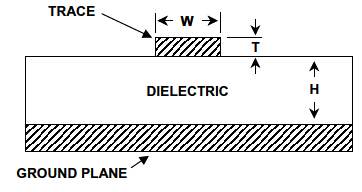 TRACE
W
T
DIELECTRIC
H
GROUND PLANE